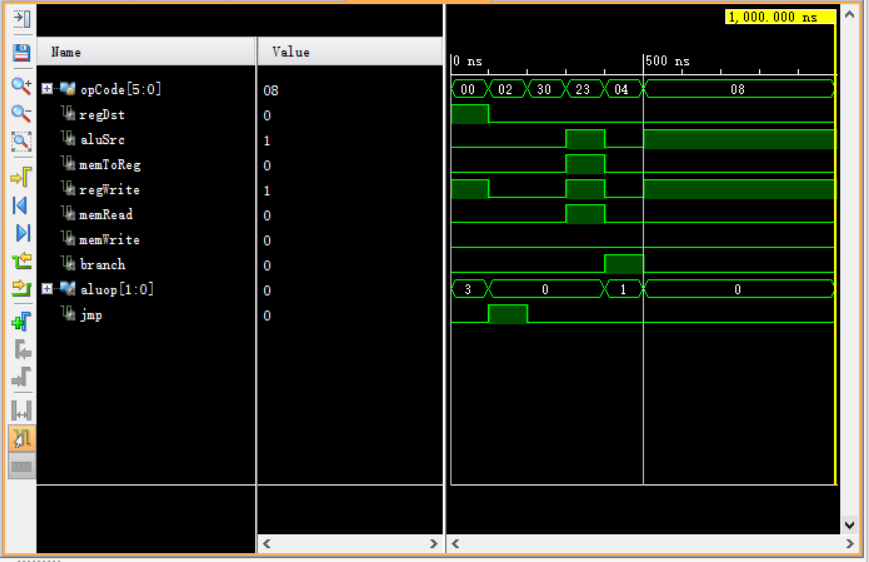 1,000.000 ns
Name Value
0 ns 500 ns
opCode[5:0] 08 00 02 30 23 04 08
regDst 0
aluSrc 1
memToReg 0
regWrite 1
memRead 0
memWrite 0
branch 0
aluop[1:0] 0 3 0 1 0
jmp 0